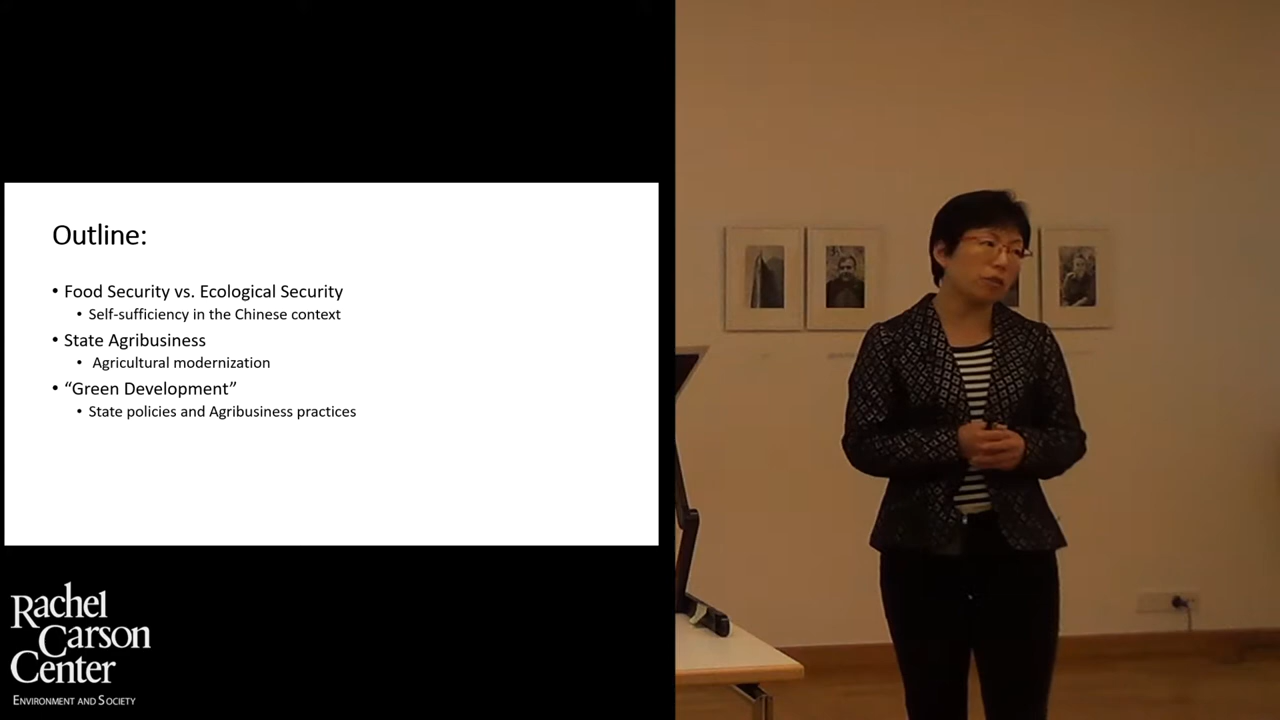 Outline:
• Food Security vs. Ecological Security
• Self-sufficiency in the Chinese context
• State Agribusiness
• Agricultural modernization
• “Green Development”
• State policies and Agribusiness practices
Rachel
Carson
Center
ENVIRONMENT AND SOCIETY